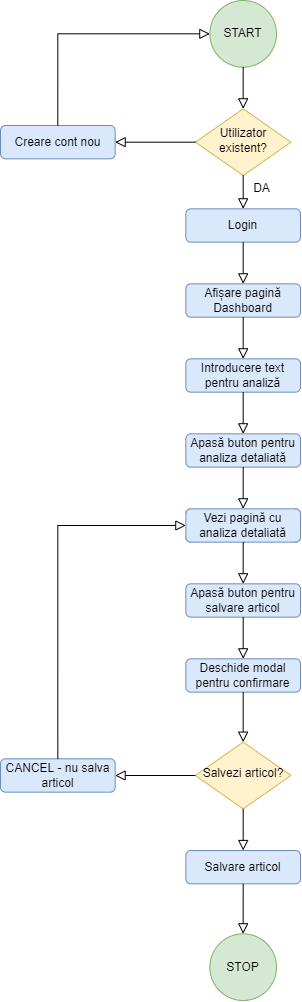 START
Utilizator
existent?
Creare cont nou
DA
Login
Afișare pagină
Dashboard
Introducere text
pentru analiză
Apasă buton pentru
analiza detaliată
Vezi pagină cu
analiza detaliată
Apasă buton pentru
salvare articol
Deschide modal
pentru confirmare
Salvezi articol?
CANCEL - nu salva
articol
Salvare articol
STOP